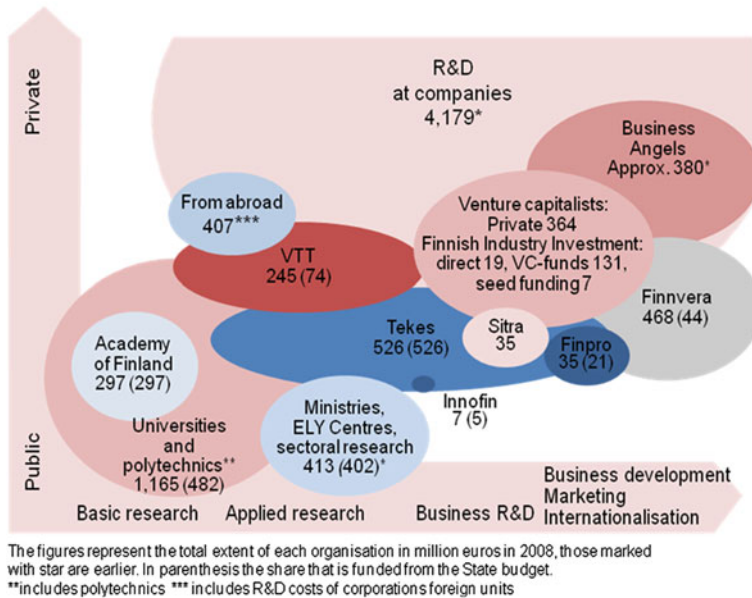 Private
Public
R&D
at companies
4,179*
Business
Angels
Approx. 380*
From abroad
407***
Venture capitalists:
Private 364
Finnish Industry Investment:
direct 19, VC-funds 131,
seed funding 7
VTT
245 (74)
Finnvera
468 (44)
Tekes
526 (526)
Sitra
35
Finpro
35 (21)
Academy
of Finland
297 (297)
Innofin
7 (5)
Ministries,
ELY Centres,
sectoral research
413 (402)*
Universities
and
polytechnics**
1,165 (482)
Basic research
Applied research
Business R&D
Business development
Marketing
Internationalisation
The figures represent the total extent of each organisation in million euros in 2008, those marked
with star are earlier. In parenthesis the share that is funded from the State budget.
**includes polytechnics *** includes R&D costs of corporations foreign units